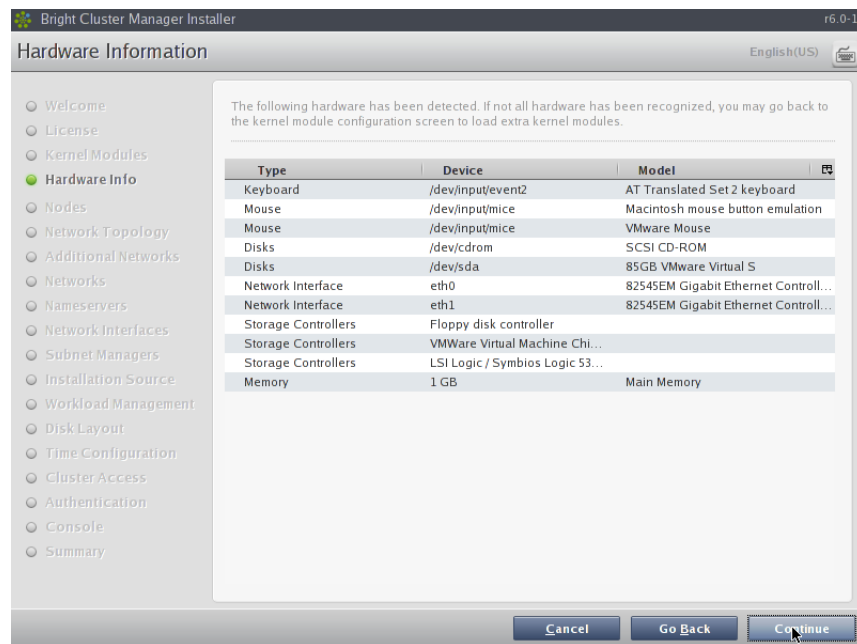 Bright Cluster Manager Installer r6.0-1
Hardware Information English(US)
Welcome
License
Kernel Modules
Hardware Info
Nodes
Network Topology
Additional Networks
Networks
Nameservers
Network Interfaces
Subnet Managers
Installation Source
Workload Management
Disk Layout
Time Configuration
Cluster Access
Authentication
Console
Summary
The following hardware has been detected. If not all hardware has been recognized, you may go back to
the kernel module configuration screen to load extra kernel modules.
Type Device Model
Keyboard /dev/input/event2 AT Translated Set 2 keyboard
Mouse /dev/input/mice Macintosh mouse button emulation
Mouse /dev/input/mice VMware Mouse
Disks /dev/cdrom SCSI CD-ROM
Disks /dev/sda 85GB VMware Virtual S
Network Interface eth0 82545EM Gigabit Ethernet Controll...
Network Interface eth1 82545EM Gigabit Ethernet Controll...
Storage Controllers Floppy disk controller
Storage Controllers VMWare Virtual Machine Chi...
Storage Controllers LSI Logic / Symbios Logic 53...
Memory 1 GB Main Memory
Cancel Go Back Continue